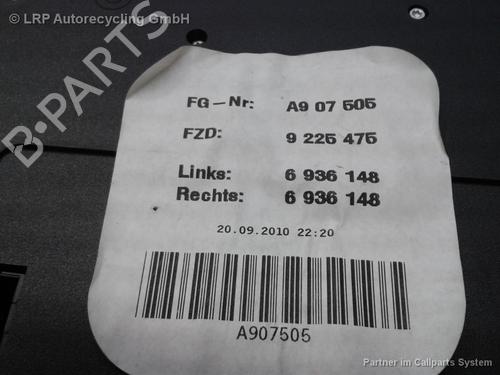 © LRP Autorecycling GmbH
B-PARTS
FG-Nr: A9 07 505
FZD: 9 225 475
Links: 6 936 148
Rechts: 6 936 148
20.09.2010 22:20
A907505
Partner im Callparts System